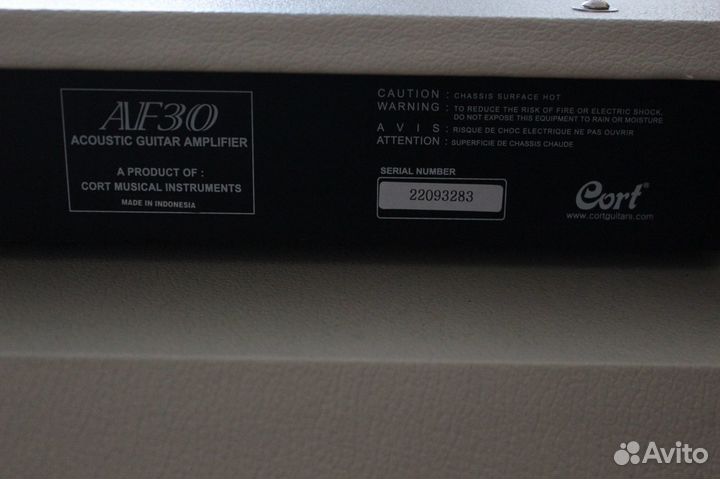 AF30
ACOUSTIC GUITAR AMPLIFIER
A PRODUCT OF :
CORT MUSICAL INSTRUMENTS
MADE IN INDONESIA
CAUTION : CHASSIS SURFACE HOT
WARNING : TO REDUCE THE RISK OF FIRE OR ELECTRIC SHOCK,
DO NOT EXPOSE THIS EQUIPMENT TO RAIN OR MOISTURE
AVIS : RISQUE DE CHOC ELECTRIQUE NE PAS OUVRIR
ATTENTION : SUPERFICIE DE CHASSIS CHAUDE
SERIAL NUMBER
22093283
Cort®
www.cortguitars.com
Avito